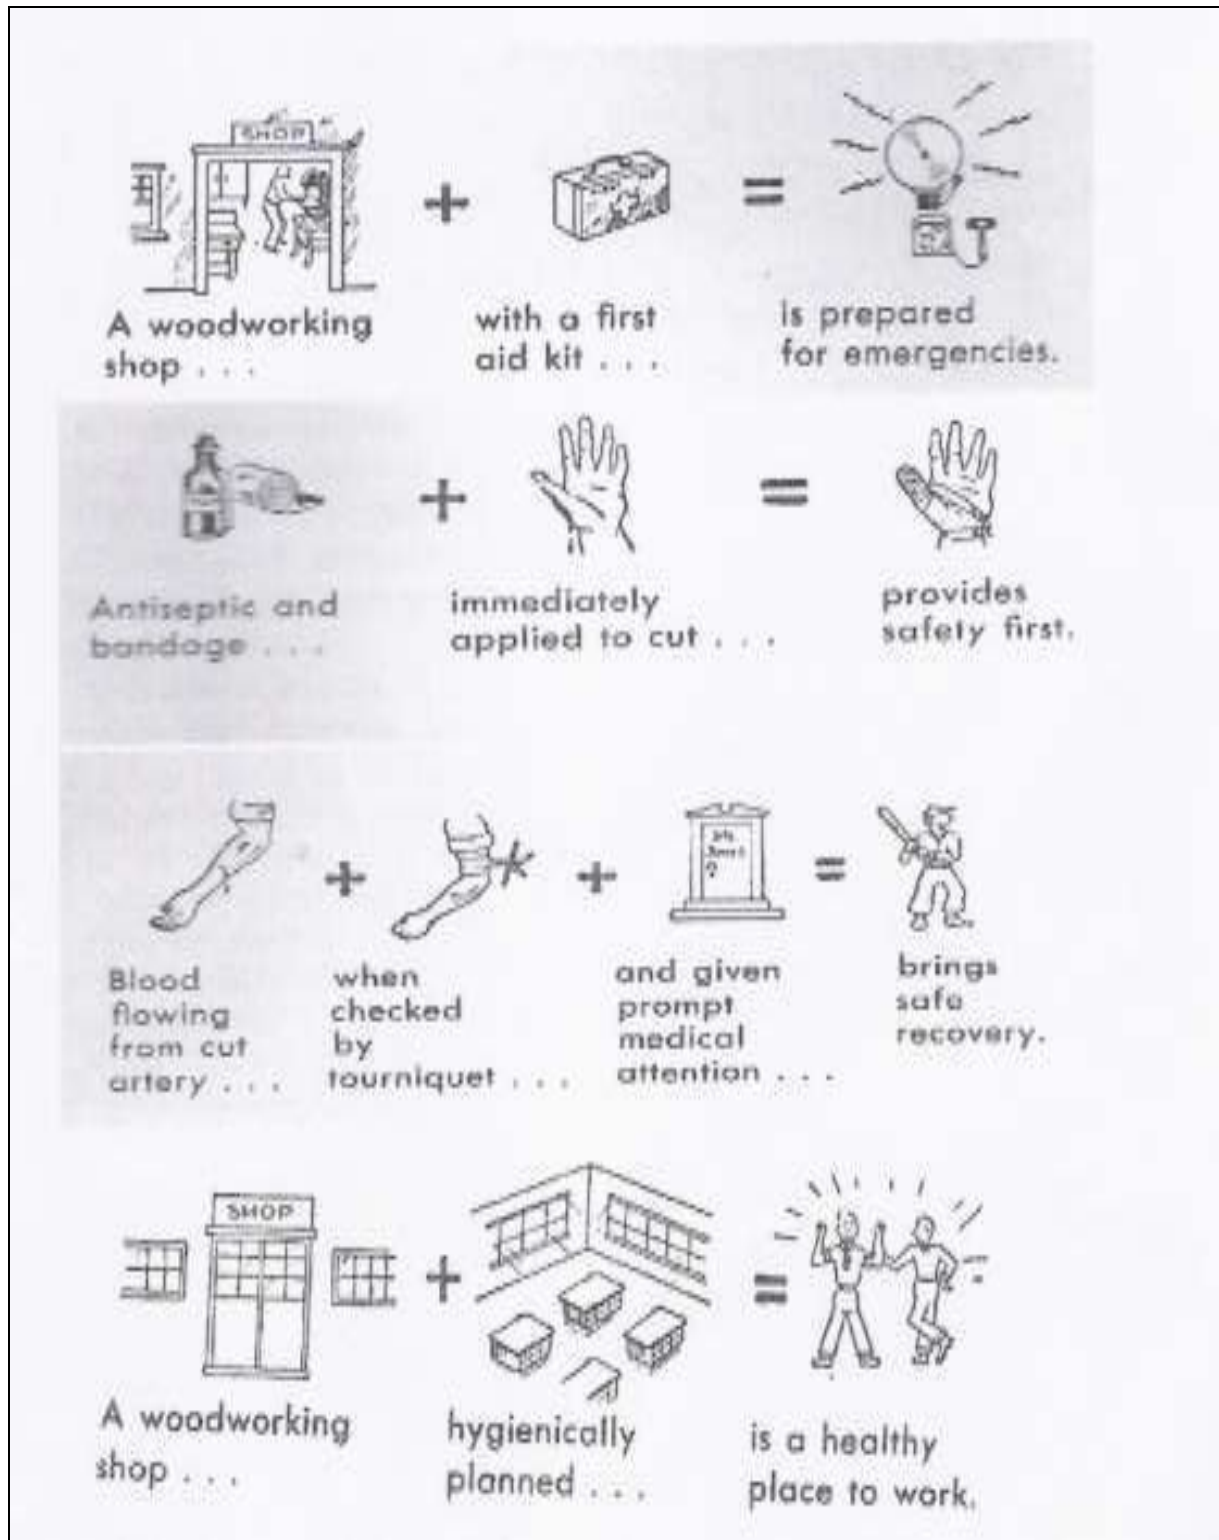 SHOP
+
=
A woodworking
shop . . .
with a first
aid kit . . .
is prepared
for emergencies.
+
=
Antiseptic and
bandage . . .
immediately
applied to cut . . .
provides
safety first.
+
+
=
Blood
flowing
from cut
artery . . .
when
checked
by
tourniquet . . .
and given
prompt
medical
attention . . .
brings
safe
recovery.
SHOP
+
=
A woodworking
shop . . .
hygienically
planned . . .
is a healthy
place to work.